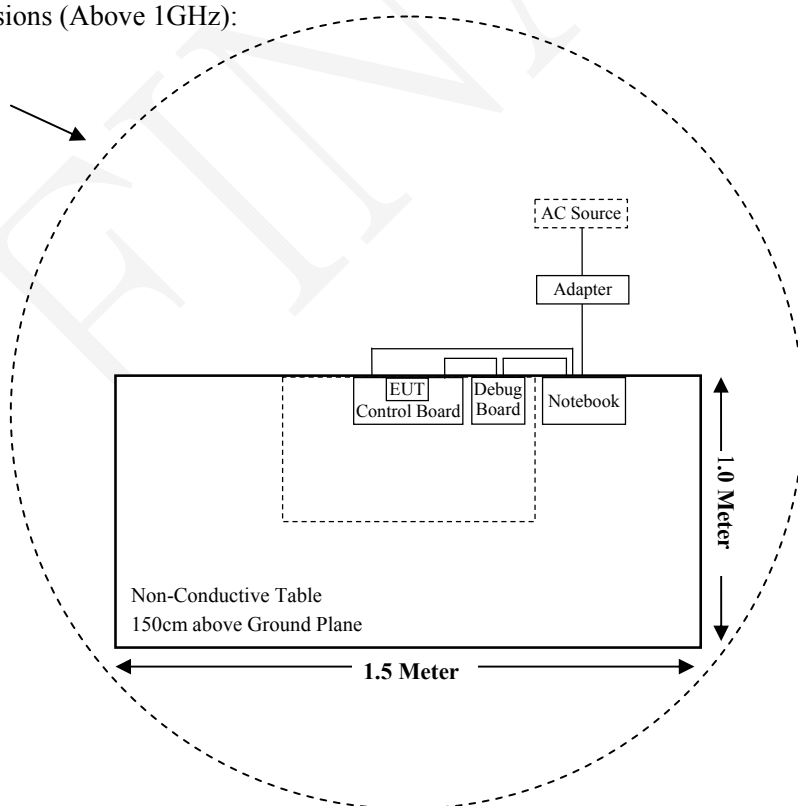 sions (Above 1GHz):
AC Source
Adapter
EUT
Control Board
Debug
Board
Notebook
1.0 Meter
Non-Conductive Table
150cm above Ground Plane
1.5 Meter